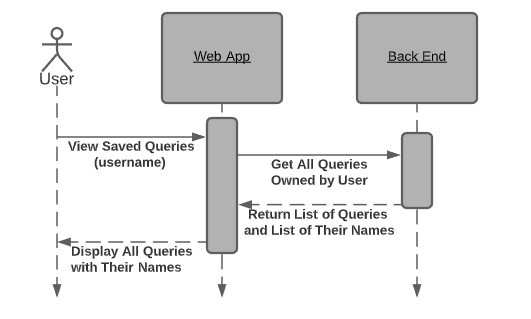 Web App
Back End
User
View Saved Queries
(username)
Get All Queries
Owned by User
Return List of Queries
and List of Their Names
Display All Queries
with Their Names